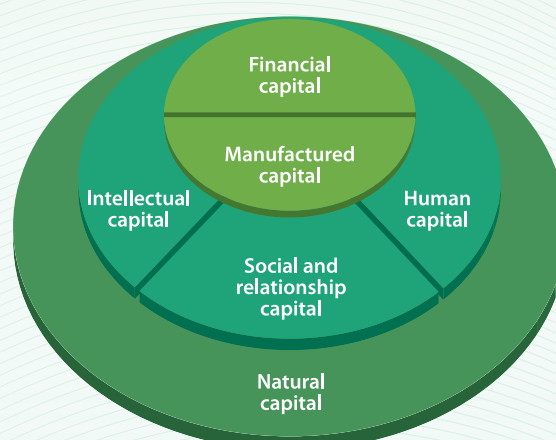 Financial
capital
Manufactured
capital
Intellectual
capital
Human
capital
Social and
relationship
capital
Natural
capital